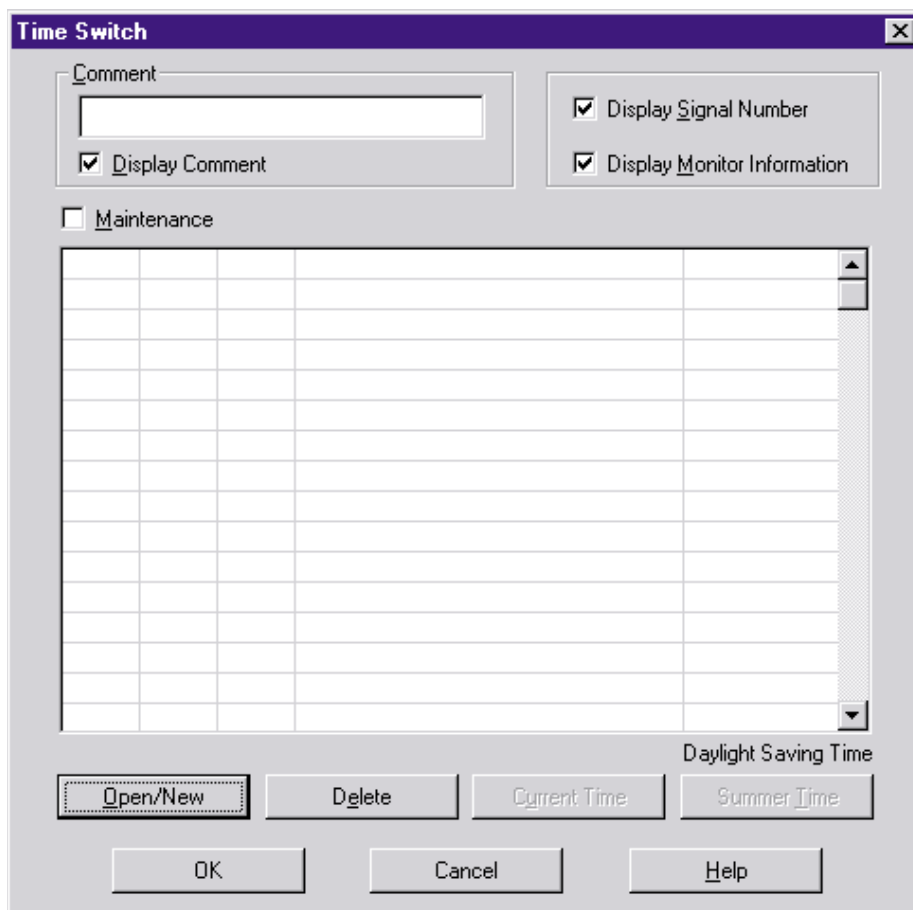 Time Switch
Comment
Display Comment
Display Signal Number
Display Monitor Information
Maintenance
Daylight Saving Time
Open/New
Delete
Current Time
Summer Time
OK
Cancel
Help